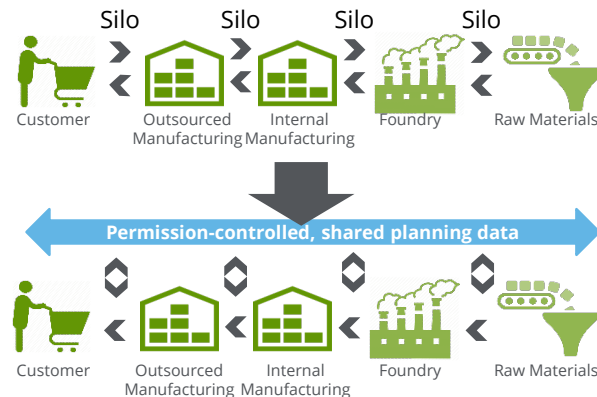 Silo Silo Silo Silo
Customer Outsourced Internal Foundry Raw Materials
Manufacturing Manufacturing
Permission-controlled, shared planning data
Customer Outsourced Internal Foundry Raw Materials
Manufacturing Manufacturing